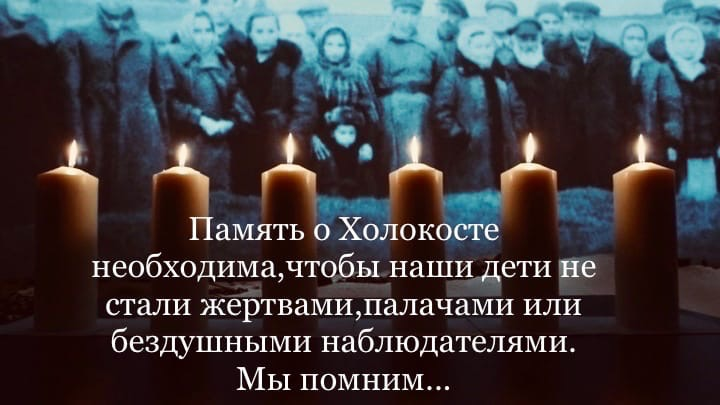 Память о Холокосте
необходима,чтобы наши дети не
стали жертвами,палачами или
бездушными наблюдателями.
Мы помним...